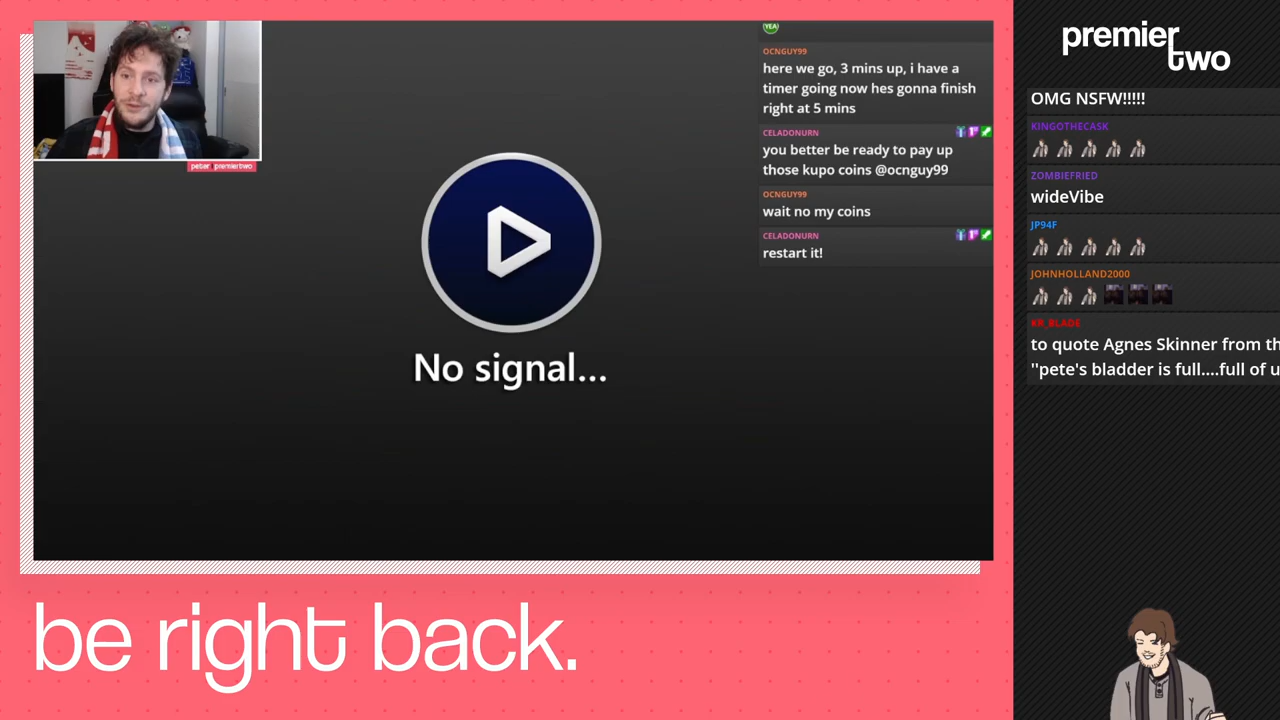 peter | premiertwo
YEA
OCNGUY99
here we go, 3 mins up, i have a
timer going now hes gonna finish
right at 5 mins
CELADONURN
you better be ready to pay up
those kupo coins @ocnguy99
OCNGUY99
wait no my coins
CELADONURN
restart it!
No signal...
be right back.
premier
two
OMG NSFW!!!!!
KINGOTHECASK
ZOMBIEFRIED
wideVibe
JP94F
JOHNHOLLAND2000
KR_BLADE
to quote Agnes Skinner from th
"pete's bladder is full....full of u